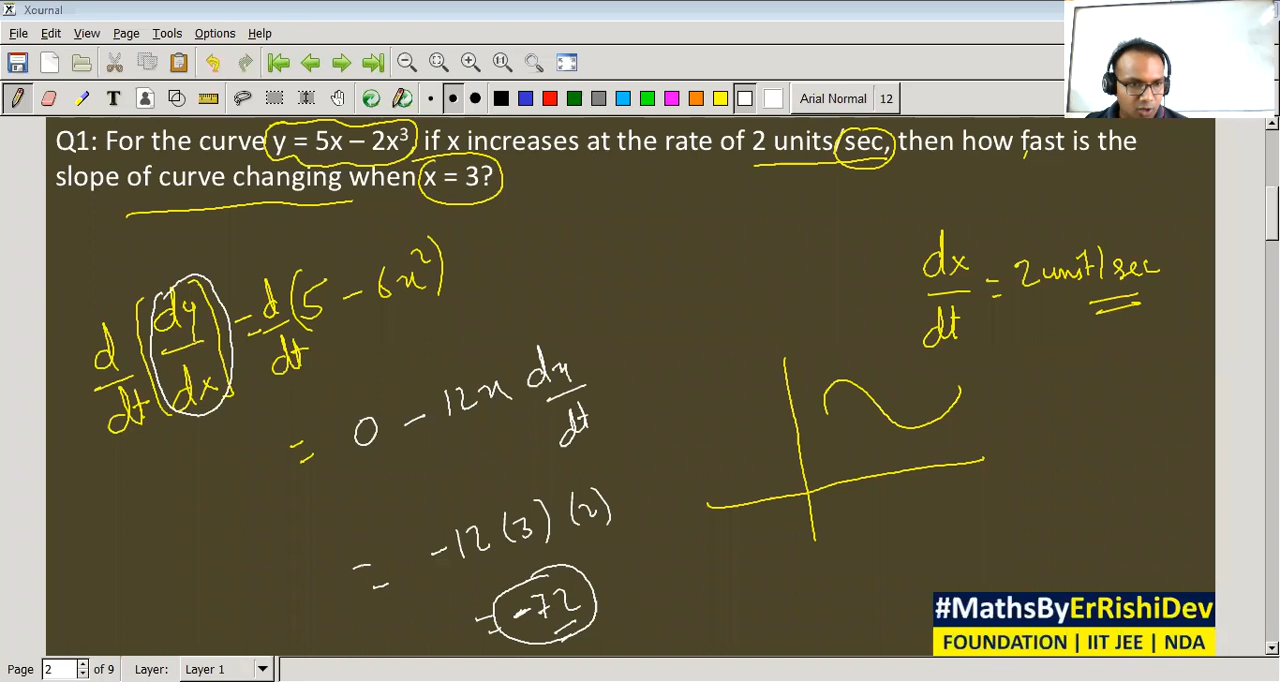 Xournal
File Edit View Page Tools Options Help
Arial Normal 12
Q1: For the curve y = 5x – 2x³, if x increases at the rate of 2 units/sec, then how fast is the
slope of curve changing when x = 3?
dx/dt = 2 unit/sec
d/dt (dy/dx) = d/dt (5 - 6x²)
= 0 - 12x dx/dt
= -12 (3) (2)
= -72
#MathsByErRishiDev
FOUNDATION | IIT JEE | NDA
Page 2 of 9 Layer: Layer 1